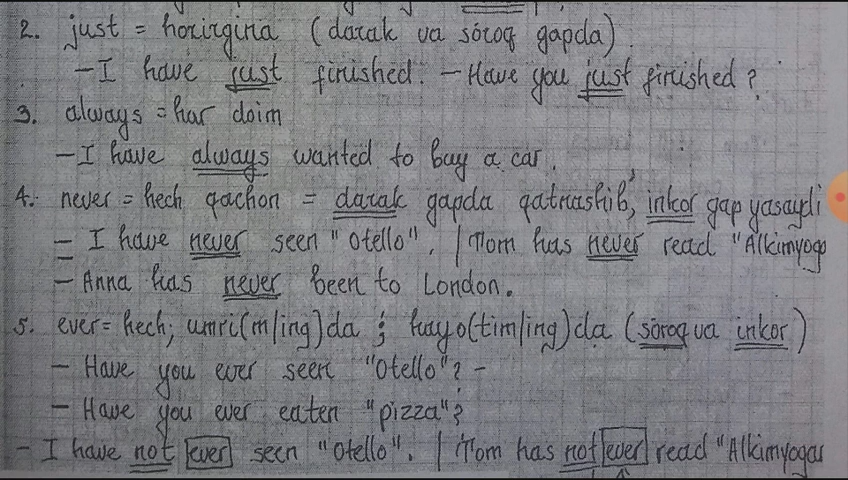 2. just = hozirgina (darak va so'roq gapda)
-I have just finished. - Have you just finished?
3. always = har doim
-I have always wanted to buy a car.
4. never = hech qachon = darak gapda qatnashib, inkor gap yasaydi
- I have never seen "Otello". | Tom has never read "Alkimyog
- Anna has never been to London.
5. ever = hech; umri(m/ing)da ; hayo(tim/ing)da (so'roq va inkor)
- Have you ever seen "Otello"? -
- Have you ever eaten "pizza"?
- I have not ever seen "Otello". | Tom has not ever read "Alkimyogar